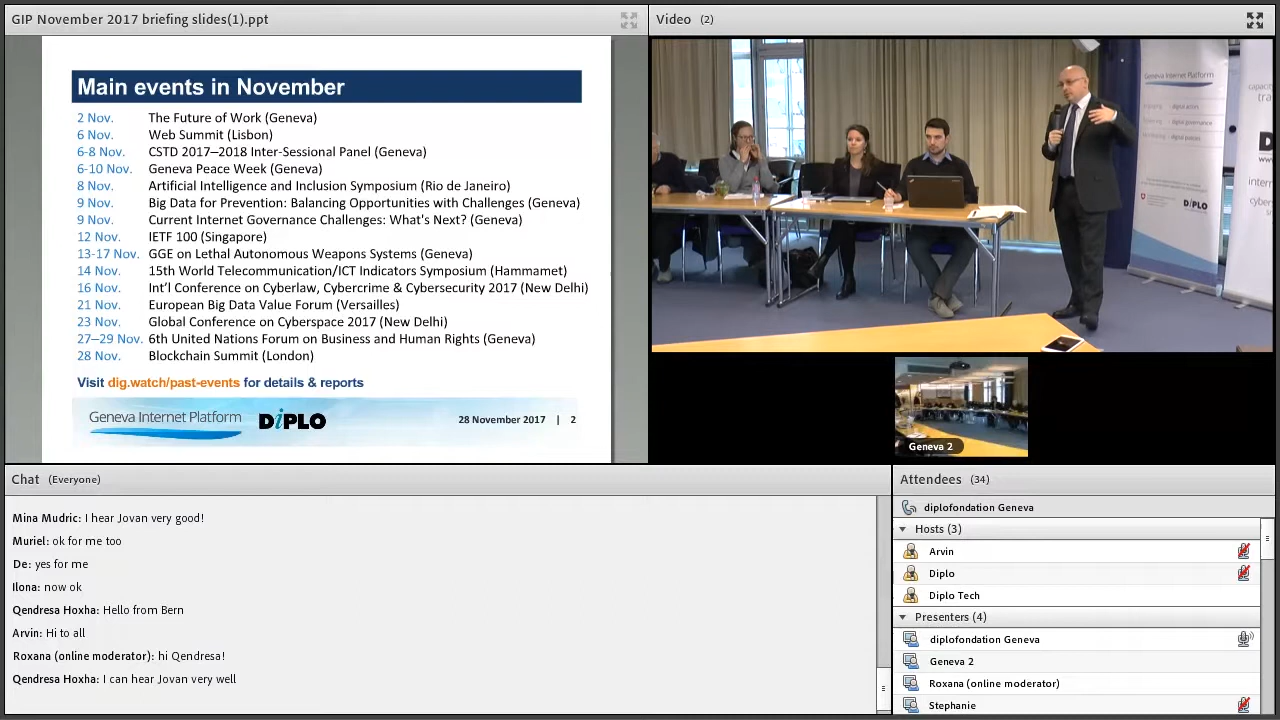 GIP November 2017 briefing slides(1).ppt
Main events in November
2 Nov. The Future of Work (Geneva)
6 Nov. Web Summit (Lisbon)
6-8 Nov. CSTD 2017–2018 Inter-Sessional Panel (Geneva)
6-10 Nov. Geneva Peace Week (Geneva)
8 Nov. Artificial Intelligence and Inclusion Symposium (Rio de Janeiro)
9 Nov. Big Data for Prevention: Balancing Opportunities with Challenges (Geneva)
9 Nov. Current Internet Governance Challenges: What's Next? (Geneva)
12 Nov. IETF 100 (Singapore)
13-17 Nov. GGE on Lethal Autonomous Weapons Systems (Geneva)
14 Nov. 15th World Telecommunication/ICT Indicators Symposium (Hammamet)
16 Nov. Int'l Conference on Cyberlaw, Cybercrime & Cybersecurity 2017 (New Delhi)
21 Nov. European Big Data Value Forum (Versailles)
23 Nov. Global Conference on Cyberspace 2017 (New Delhi)
27–29 Nov. 6th United Nations Forum on Business and Human Rights (Geneva)
28 Nov. Blockchain Summit (London)
Visit dig.watch/past-events for details & reports
Geneva Internet Platform DiPLO 28 November 2017 | 2
Video (2)
Geneva Internet Platform
digital governance
DiPLO
Geneva 2
Chat (Everyone)
Mina Mudric: I hear Jovan very good!
Muriel: ok for me too
De: yes for me
Ilona: now ok
Qendresa Hoxha: Hello from Bern
Arvin: Hi to all
Roxana (online moderator): hi Qendresa!
Qendresa Hoxha: I can hear Jovan very well
Attendees (34)
diplofondation Geneva
Hosts (3)
Arvin
Diplo
Diplo Tech
Presenters (4)
diplofondation Geneva
Geneva 2
Roxana (online moderator)
Stephanie